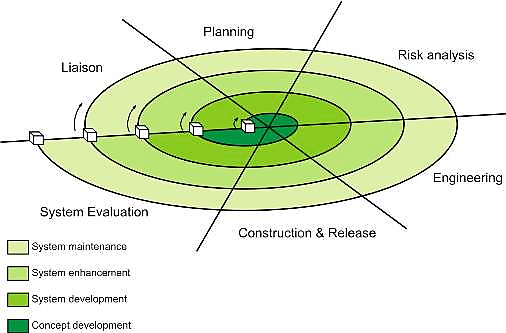 Planning
Risk analysis
Liaison
Engineering
System Evaluation
Construction & Release
System maintenance
System enhancement
System development
Concept development